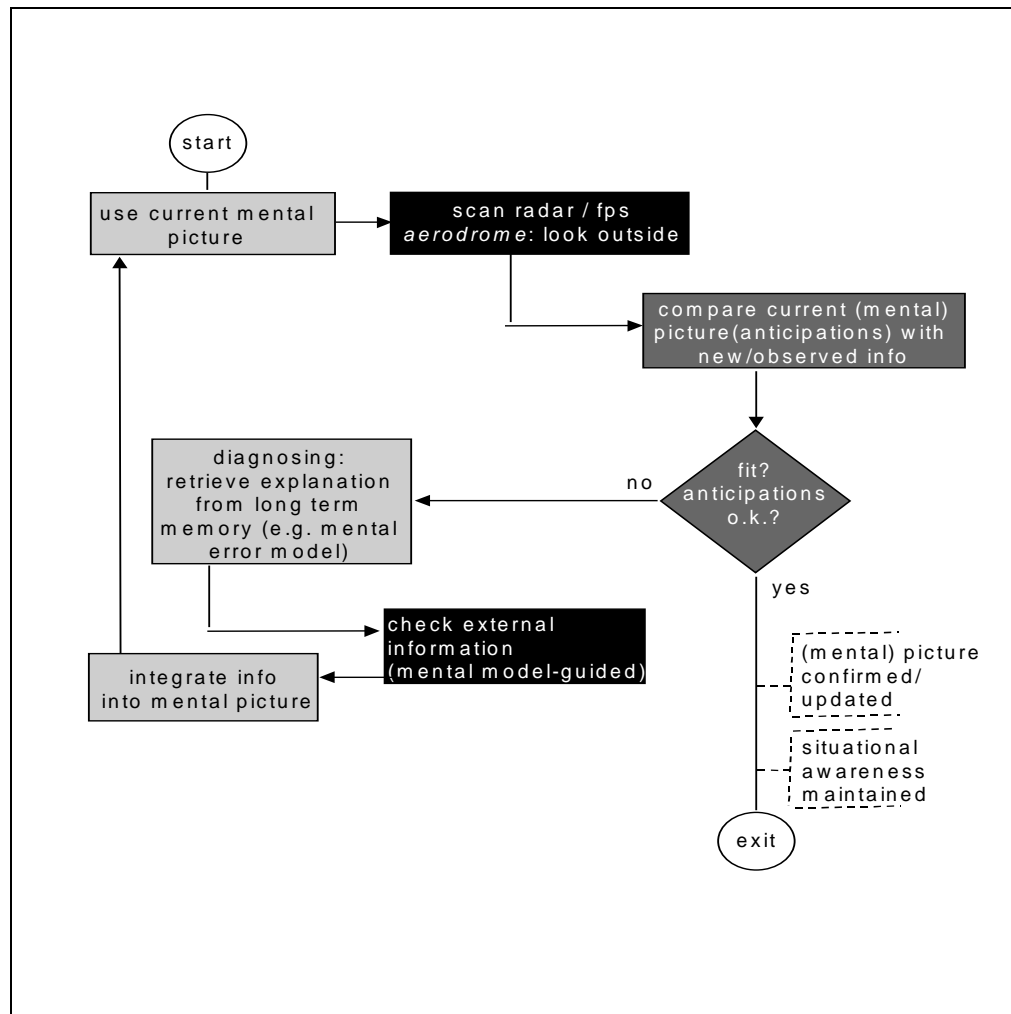 start
use current mental
picture
scan radar / fps
aerodrome: look outside
compare current (mental)
picture(anticipations) with
new/observed info
fit?
anticipations
o.k.?
no
diagnosing:
retrieve explanation
from long term
memory (e.g. mental
error model)
check external
information
(mental model-guided)
integrate info
into mental picture
yes
(mental) picture
confirmed/
updated
situational
awareness
maintained
exit